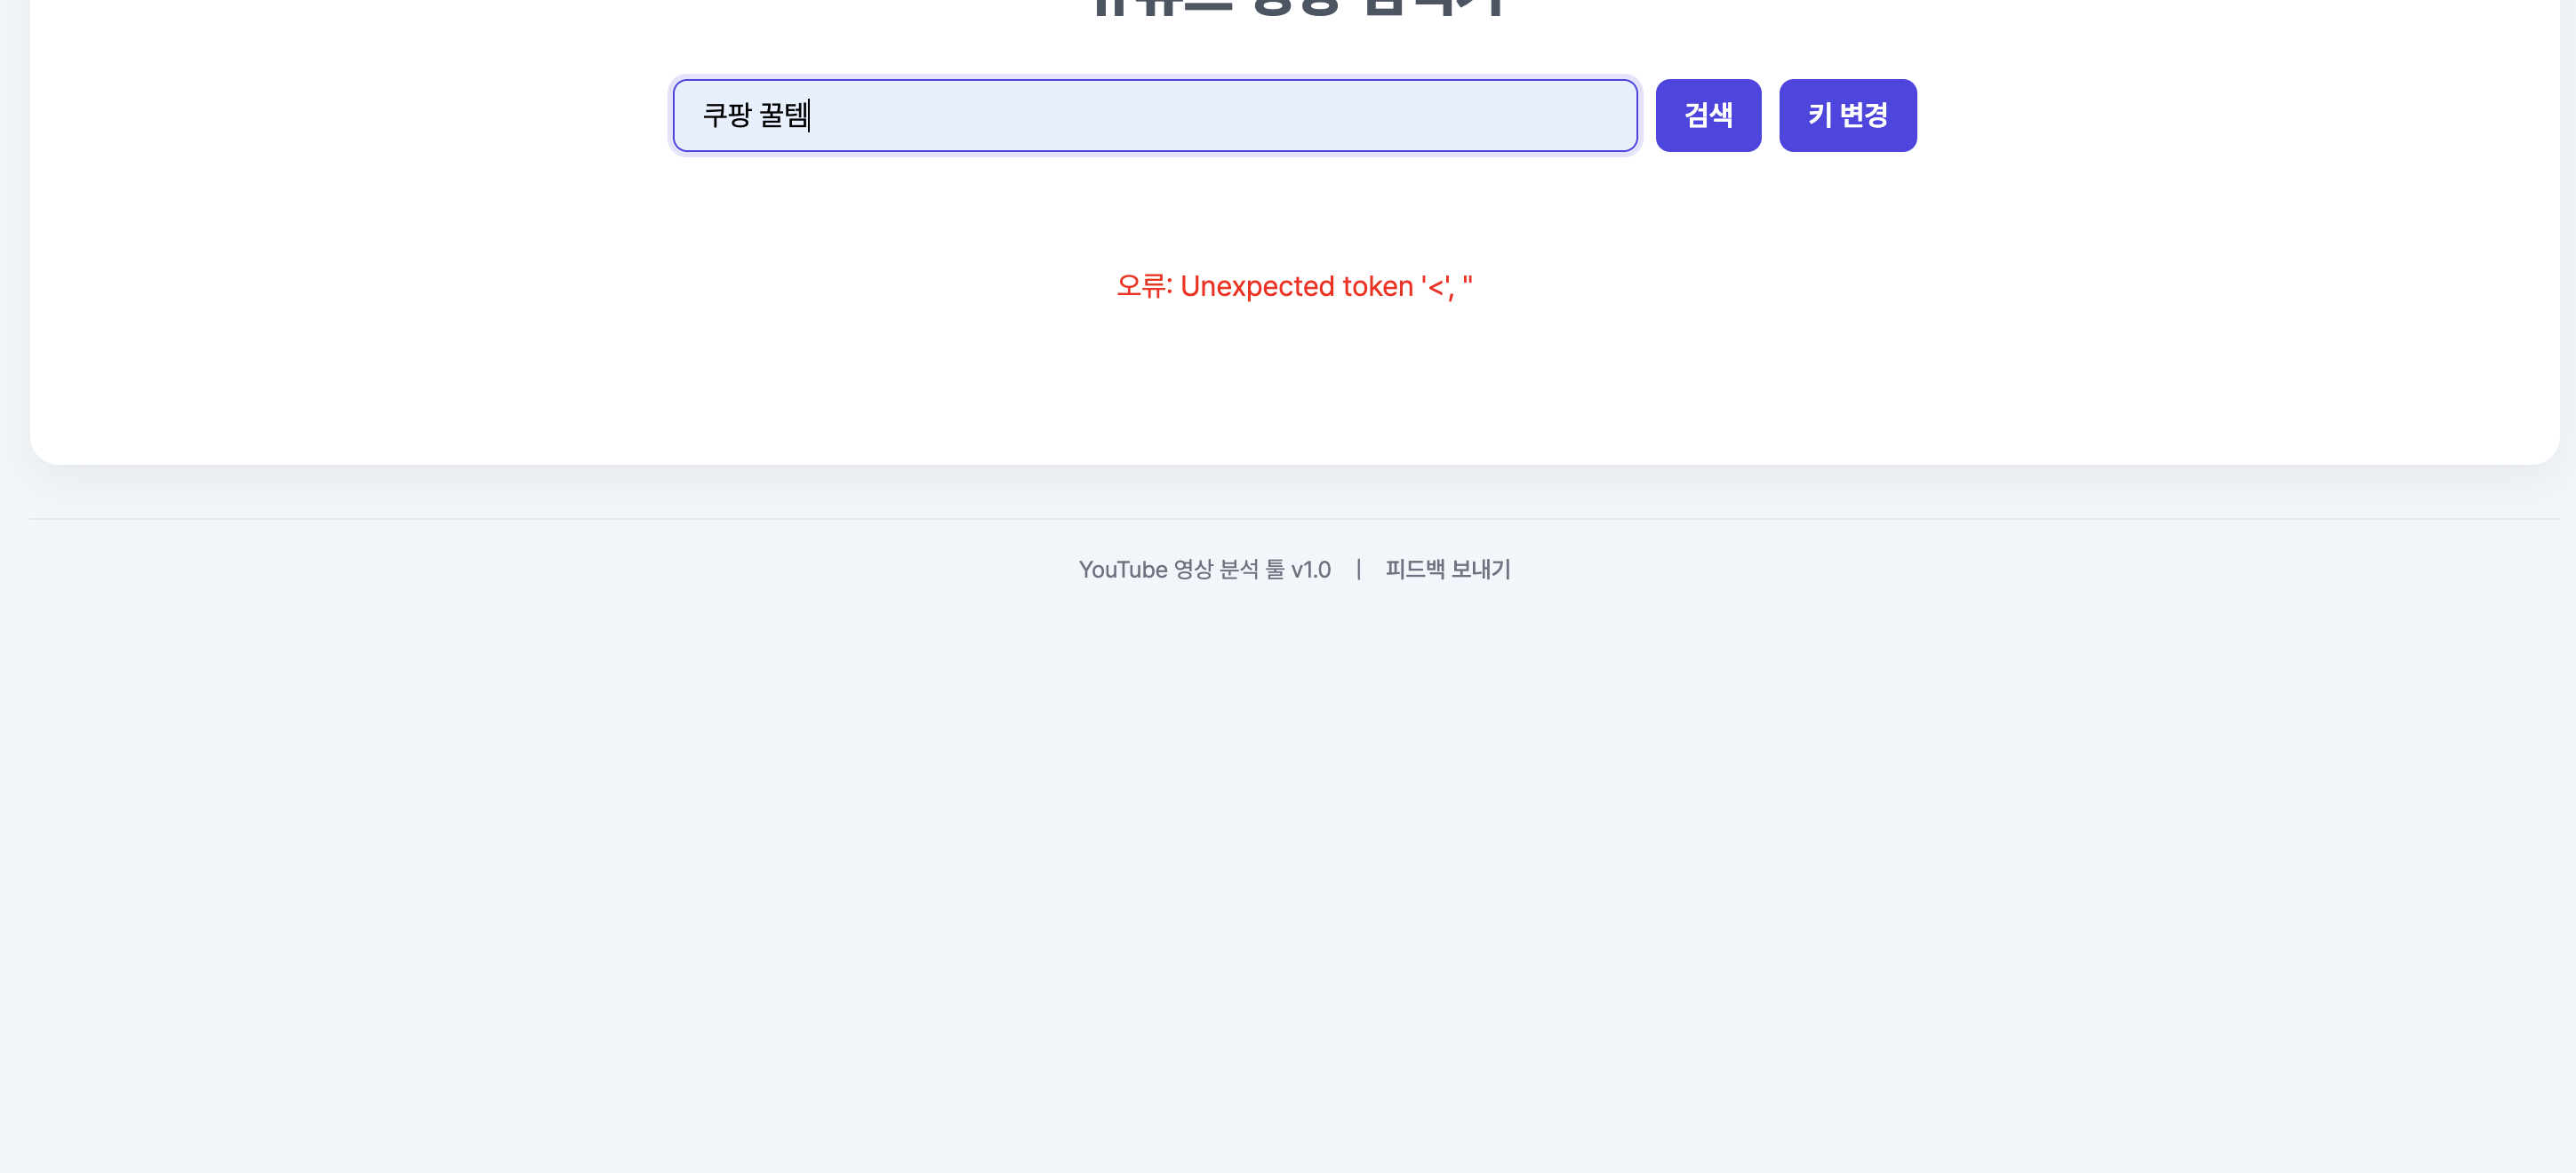 쿠팡 꿀템
검색
키 변경
오류: Unexpected token '<', "
YouTube 영상 분석 툴 v1.0 | 피드백 보내기